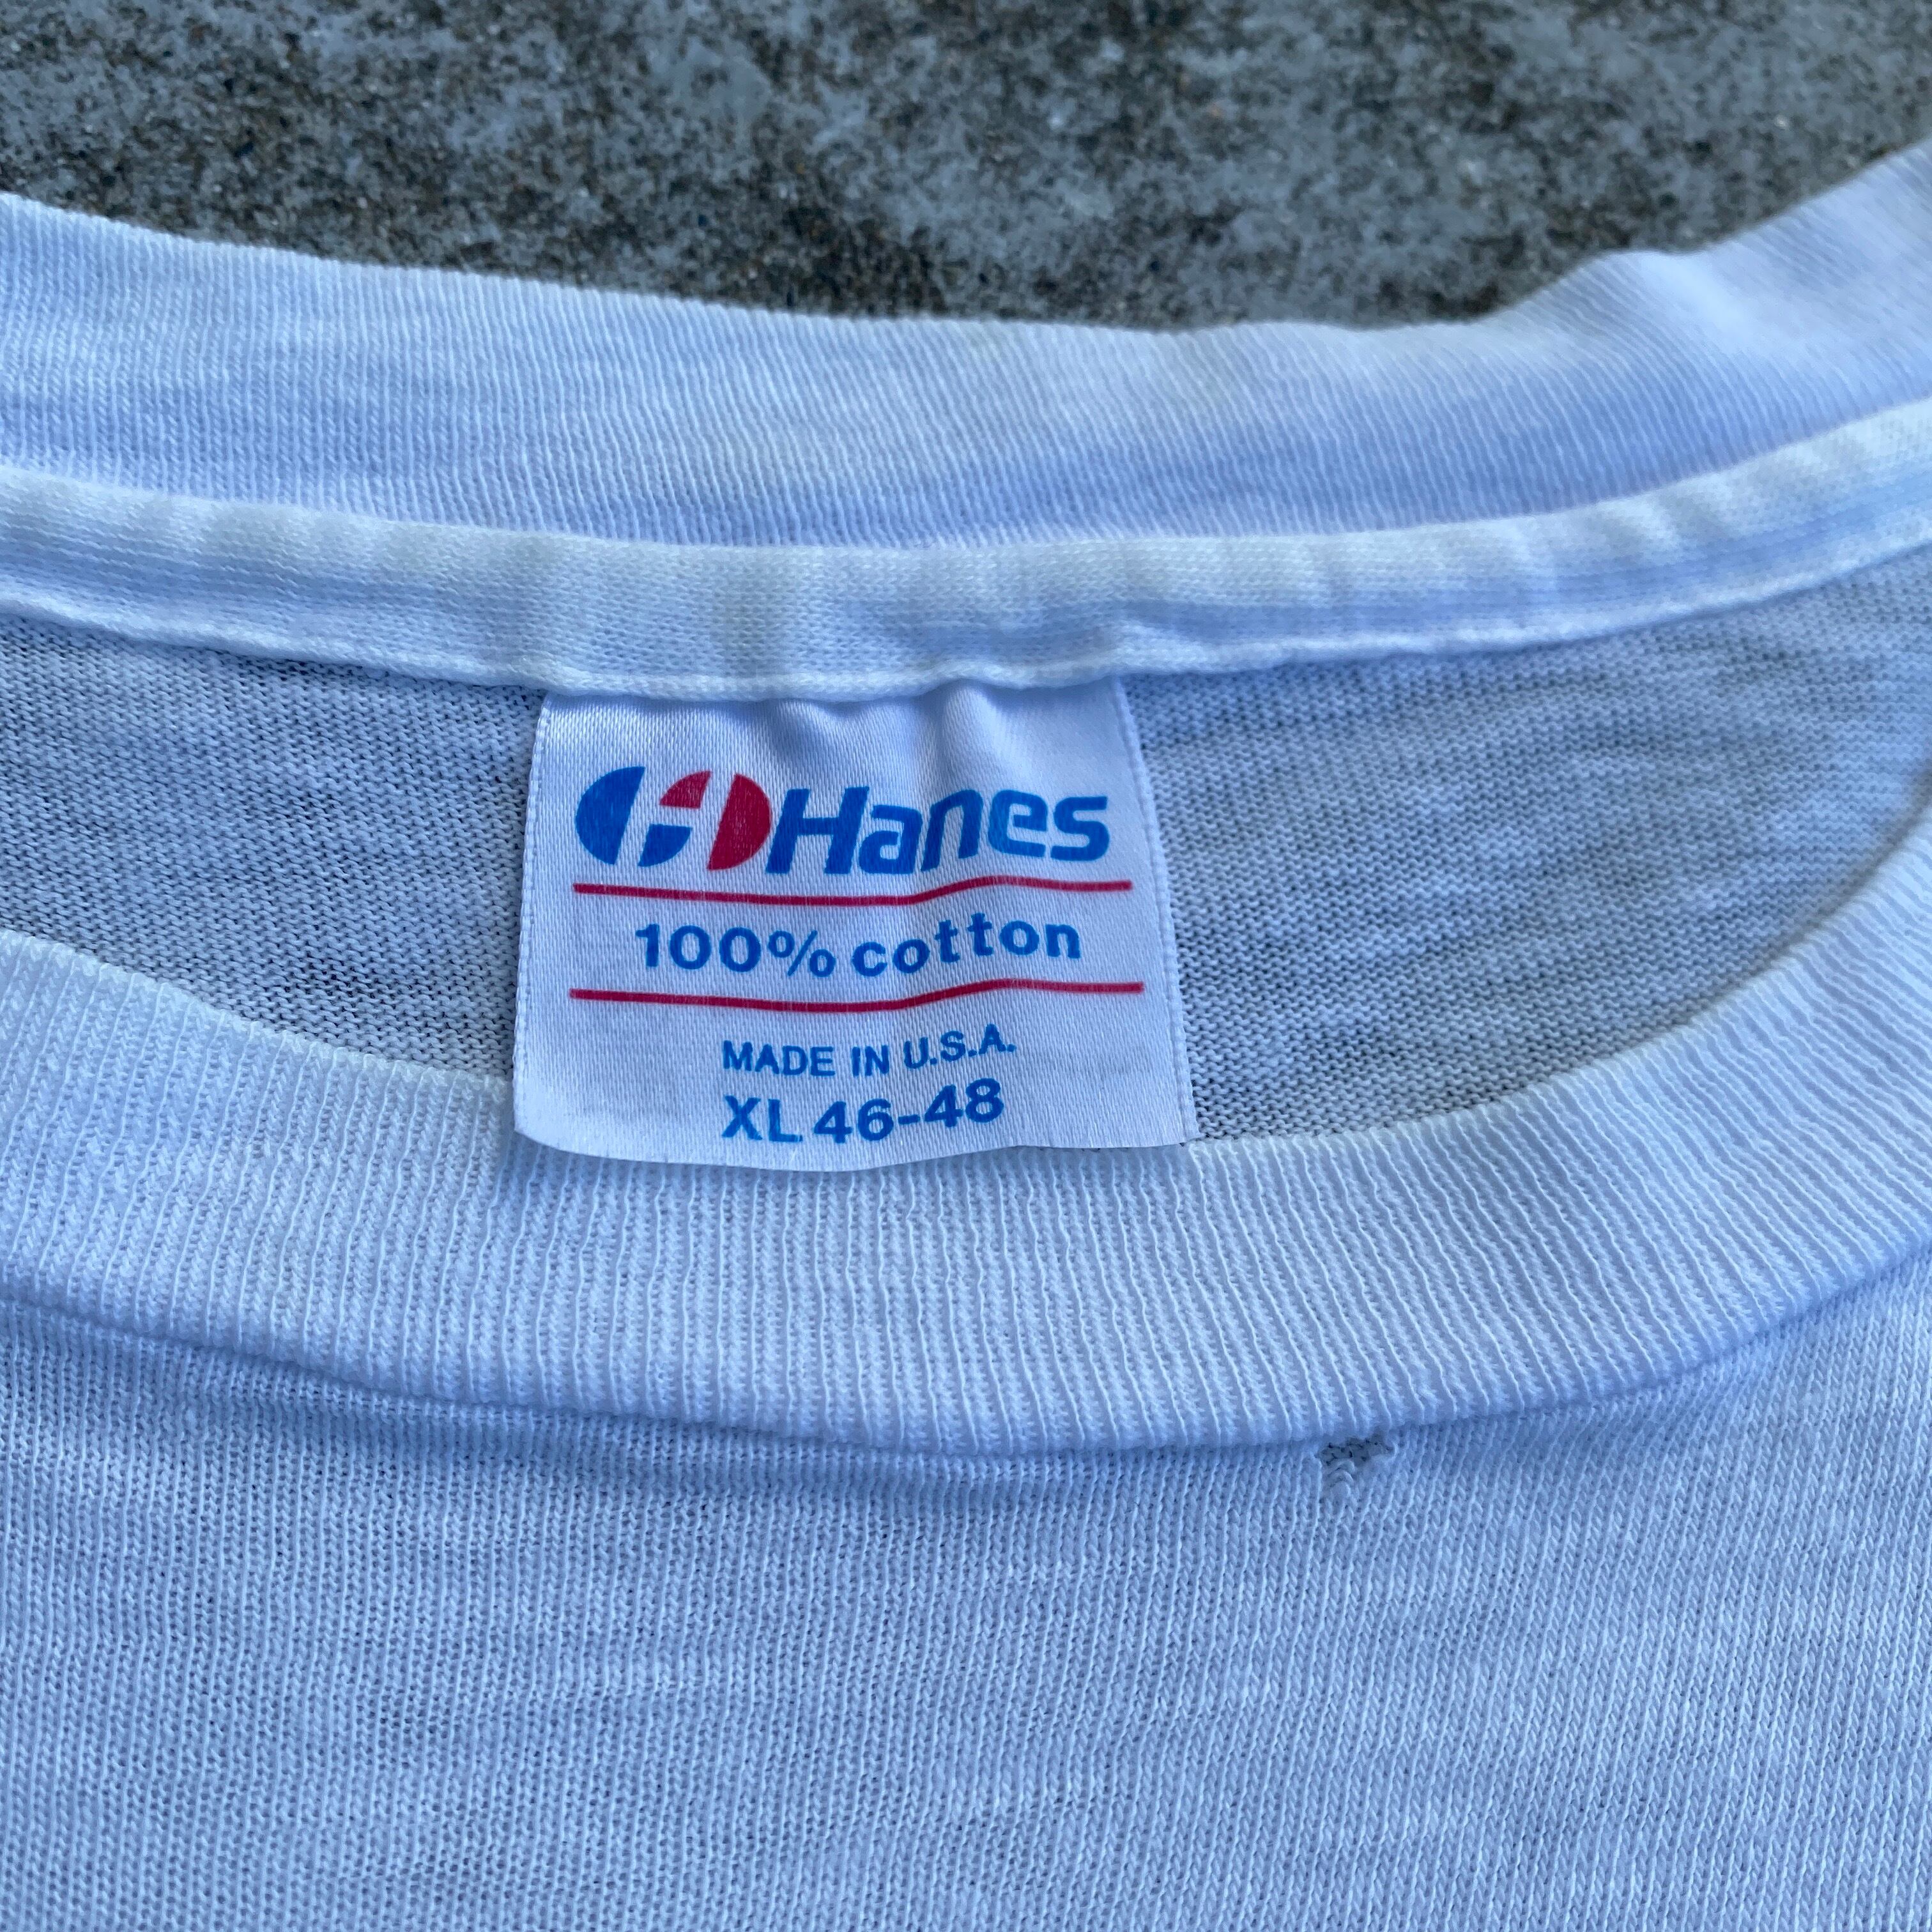 Hanes
100% cotton
MADE IN U.S.A.
XL 46-48